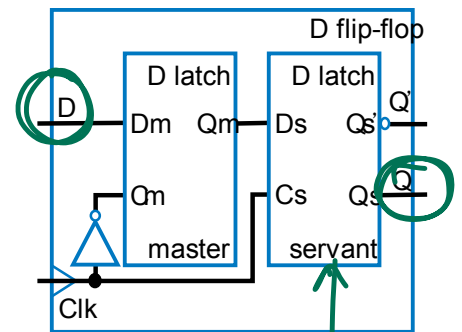 D flip-flop
D latch
D latch
D
Q'
Dm
Qm
Ds
Qs'
Q
Cm
Cs
Qs
master
servant
Clk